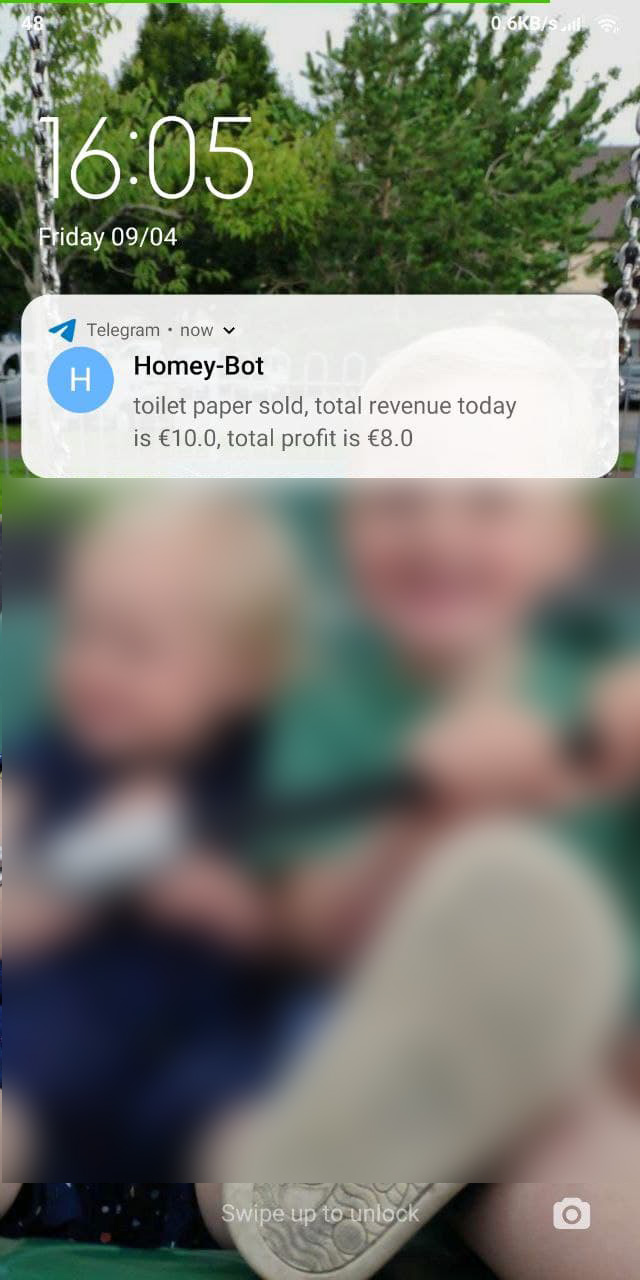 48
0.6KB/s
16:05
Friday 09/04
Telegram • now
H
Homey-Bot
toilet paper sold, total revenue today
is €10.0, total profit is €8.0
Swipe up to unlock